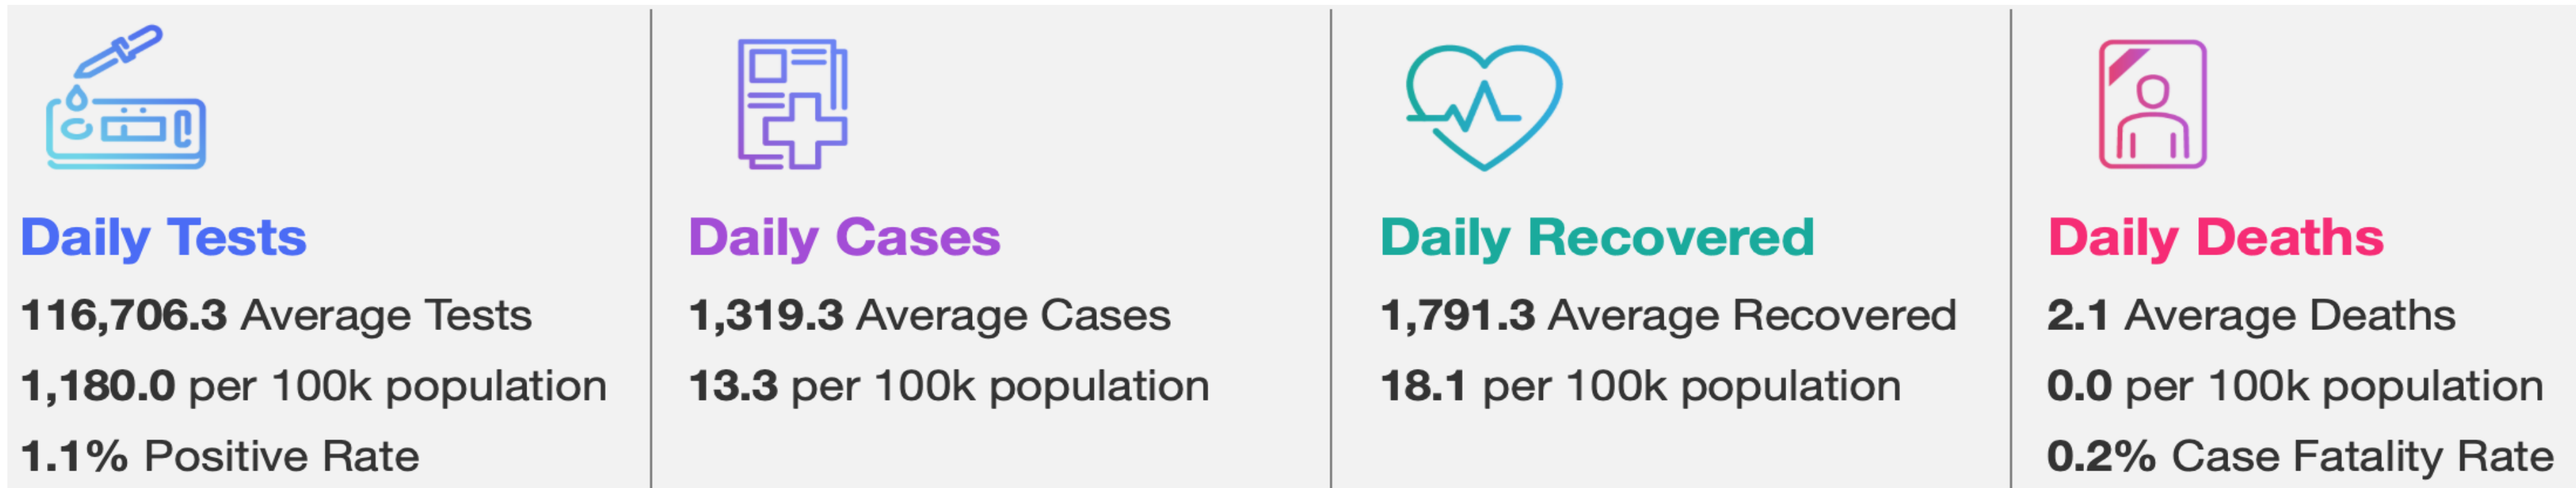 Daily Tests
116,706.3 Average Tests
1,180.0 per 100k population
1.1% Positive Rate
Daily Cases
1,319.3 Average Cases
13.3 per 100k population
Daily Recovered
1,791.3 Average Recovered
18.1 per 100k population
Daily Deaths
2.1 Average Deaths
0.0 per 100k population
0.2% Case Fatality Rate